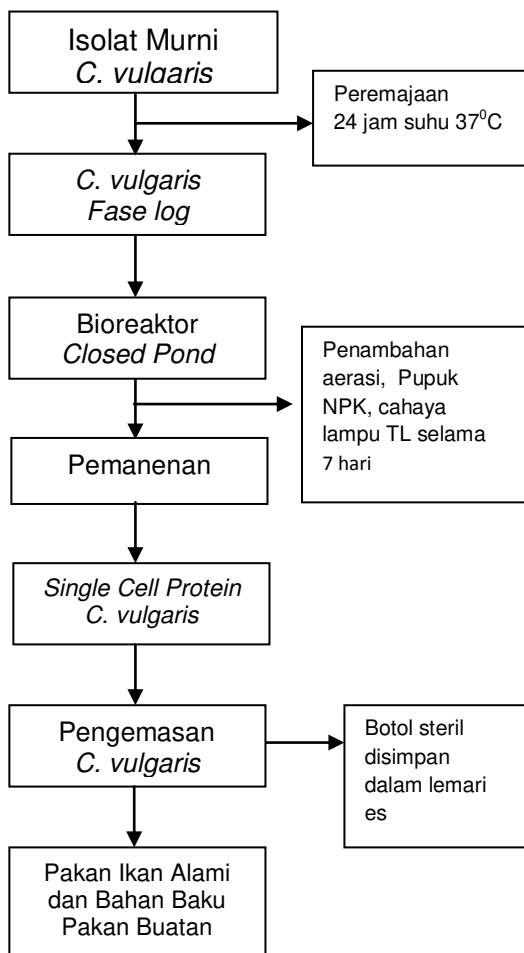 Isolat Murni
C. vulgaris
Peremajaan
24 jam suhu 37⁰C
C. vulgaris
Fase log
Bioreaktor
Closed Pond
Penambahan
aerasi, Pupuk
NPK, cahaya
lampu TL selama
7 hari
Pemanenan
Single Cell Protein
C. vulgaris
Pengemasan
C. vulgaris
Botol steril
disimpan
dalam lemari
es
Pakan Ikan Alami
dan Bahan Baku
Pakan Buatan